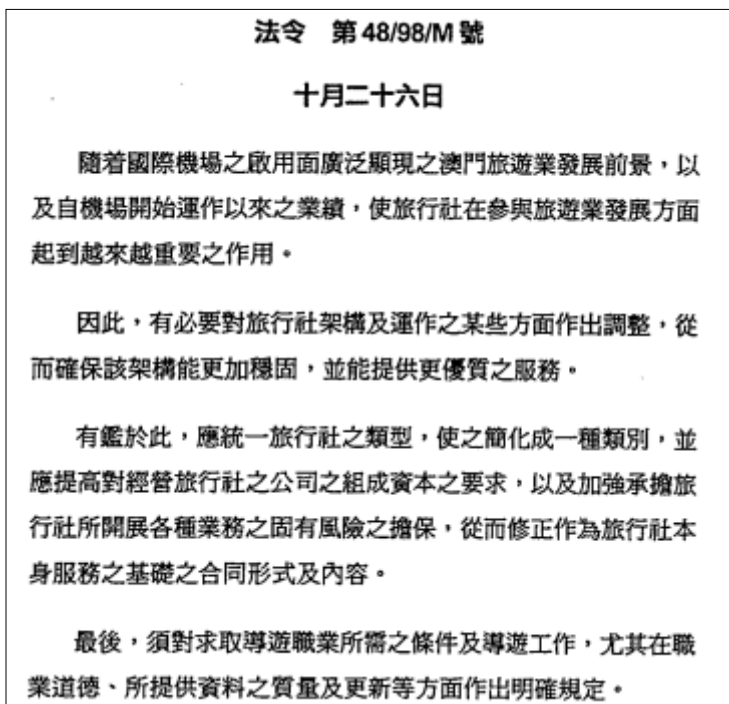 法令　第 48/98/M 號
十月二十六日
隨着國際機場之啟用面廣泛顯現之澳門旅遊業發展前景，以
及自機場開始運作以來之業績，使旅行社在參與旅遊業發展方面
起到越來越重要之作用。
因此，有必要對旅行社架構及運作之某些方面作出調整，從
而確保該架構能更加穩固，並能提供更優質之服務。
有鑑於此，應統一旅行社之類型，使之簡化成一種類別，並
應提高對經營旅行社之公司之組成資本之要求，以及加強承擔旅
行社所開展各種業務之固有風險之擔保，從而修正作為旅行社本
身服務之基礎之合同形式及內容。
最後，須對求取導遊職業所需之條件及導遊工作，尤其在職
業道德、所提供資料之質量及更新等方面作出明確規定。